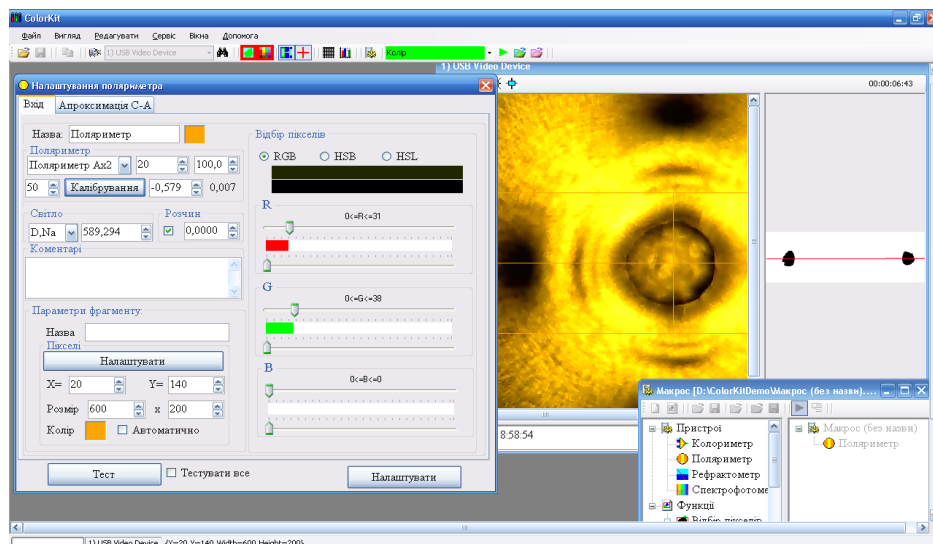 ColorKit
Файл Вигляд Редагувати Сервіс Вікна Допомога
1) USB Video Device
Колір
1) USB Video Device
00:00:06:43
Налаштування поляриметра
Вхід Апроксимація C-A
Назва: Поляриметр
Поляриметр
Поляриметр Ax2 20 100,0
50 Калібрування -0,579 0,007
Світло Розчин
D,Na 589,294 0,0000
Коментарі
Параметри фрагменту:
Назва
Пікселі
Налаштувати
X= 20 Y= 140
Розмір 600 x 200
Колір Автоматично
Тест Тестувати все Налаштувати
Відбір пікселів
RGB HSB HSL
R
0<=R<=31
G
0<=G<=38
B
0<=B<=0
8:58:54
Макрос [D:\ColorKitDemo\Макрос (без назви)....
Пристрої
Колориметр
Поляриметр
Рефрактометр
Спектрофотоме
Функції
Відбір пікселів
Макрос (без назви)
Поляриметр
1) USB Video Device {X=20,Y=140,Width=600,Height=200}